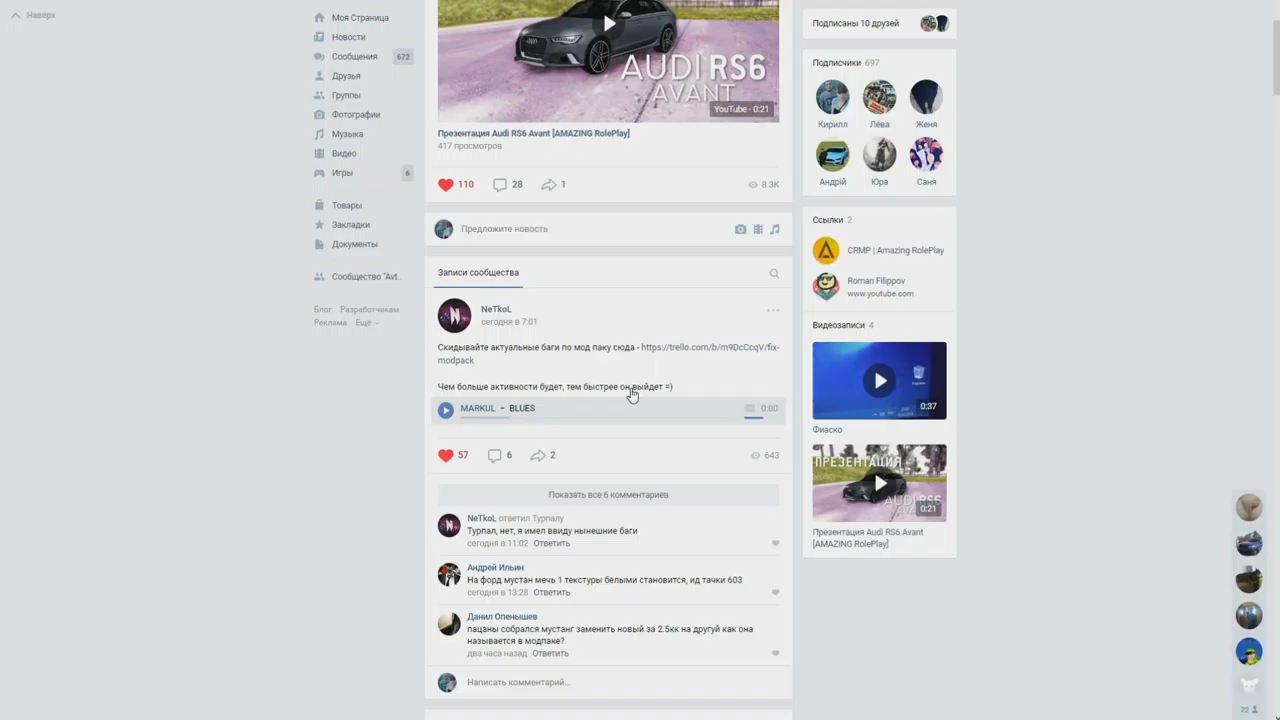 Наверх
Моя Страница
Новости
Сообщения 672
Друзья
Группы
Фотографии
Музыка
Видео
Игры 6
Товары
Закладки
Документы
Сообщество "Avt..
Блог Разработчикам
Реклама Ещё
AUDI RS6
AVANT
YouTube · 0:21
Презентация Audi RS6 Avant [AMAZING RolePlay]
417 просмотров
110 28 1 8.3K
Предложите новость
Записи сообщества
NeTkoL
сегодня в 7:01
Скидывайте актуальные баги по мод паку сюда - https://trello.com/b/m9DcCcqV/fix-
modpack
Чем больше активности будет, тем быстрее он выйдет =)
MARKUL – BLUES 0:00
57 6 2 643
Показать все 6 комментариев
NeTkoL ответил Турпалу
Турпал, нет, я имел ввиду нынешние баги
сегодня в 11:02 Ответить
Андрей Ильин
На форд мустан мечь 1 текстуры белыми становится, ид тачки 603
сегодня в 13:28 Ответить
Данил Опенышев
пацаны собрался мустанг заменить новый за 2.5кк на другуй как она
называется в модпаке?
два часа назад Ответить
Написать комментарий...
Подписаны 10 друзей
Подписчики 697
Кирилл Лёва Женя
Андрій Юра Саня
Ссылки 2
CRMP | Amazing RolePlay
Roman Filippov
www.youtube.com
Видеозаписи 4
0:37
Фиаско
ПРЕЗЕНТАЦИЯ
AUDI RS6
0:21
Презентация Audi RS6 Avant
[AMAZING RolePlay]
22